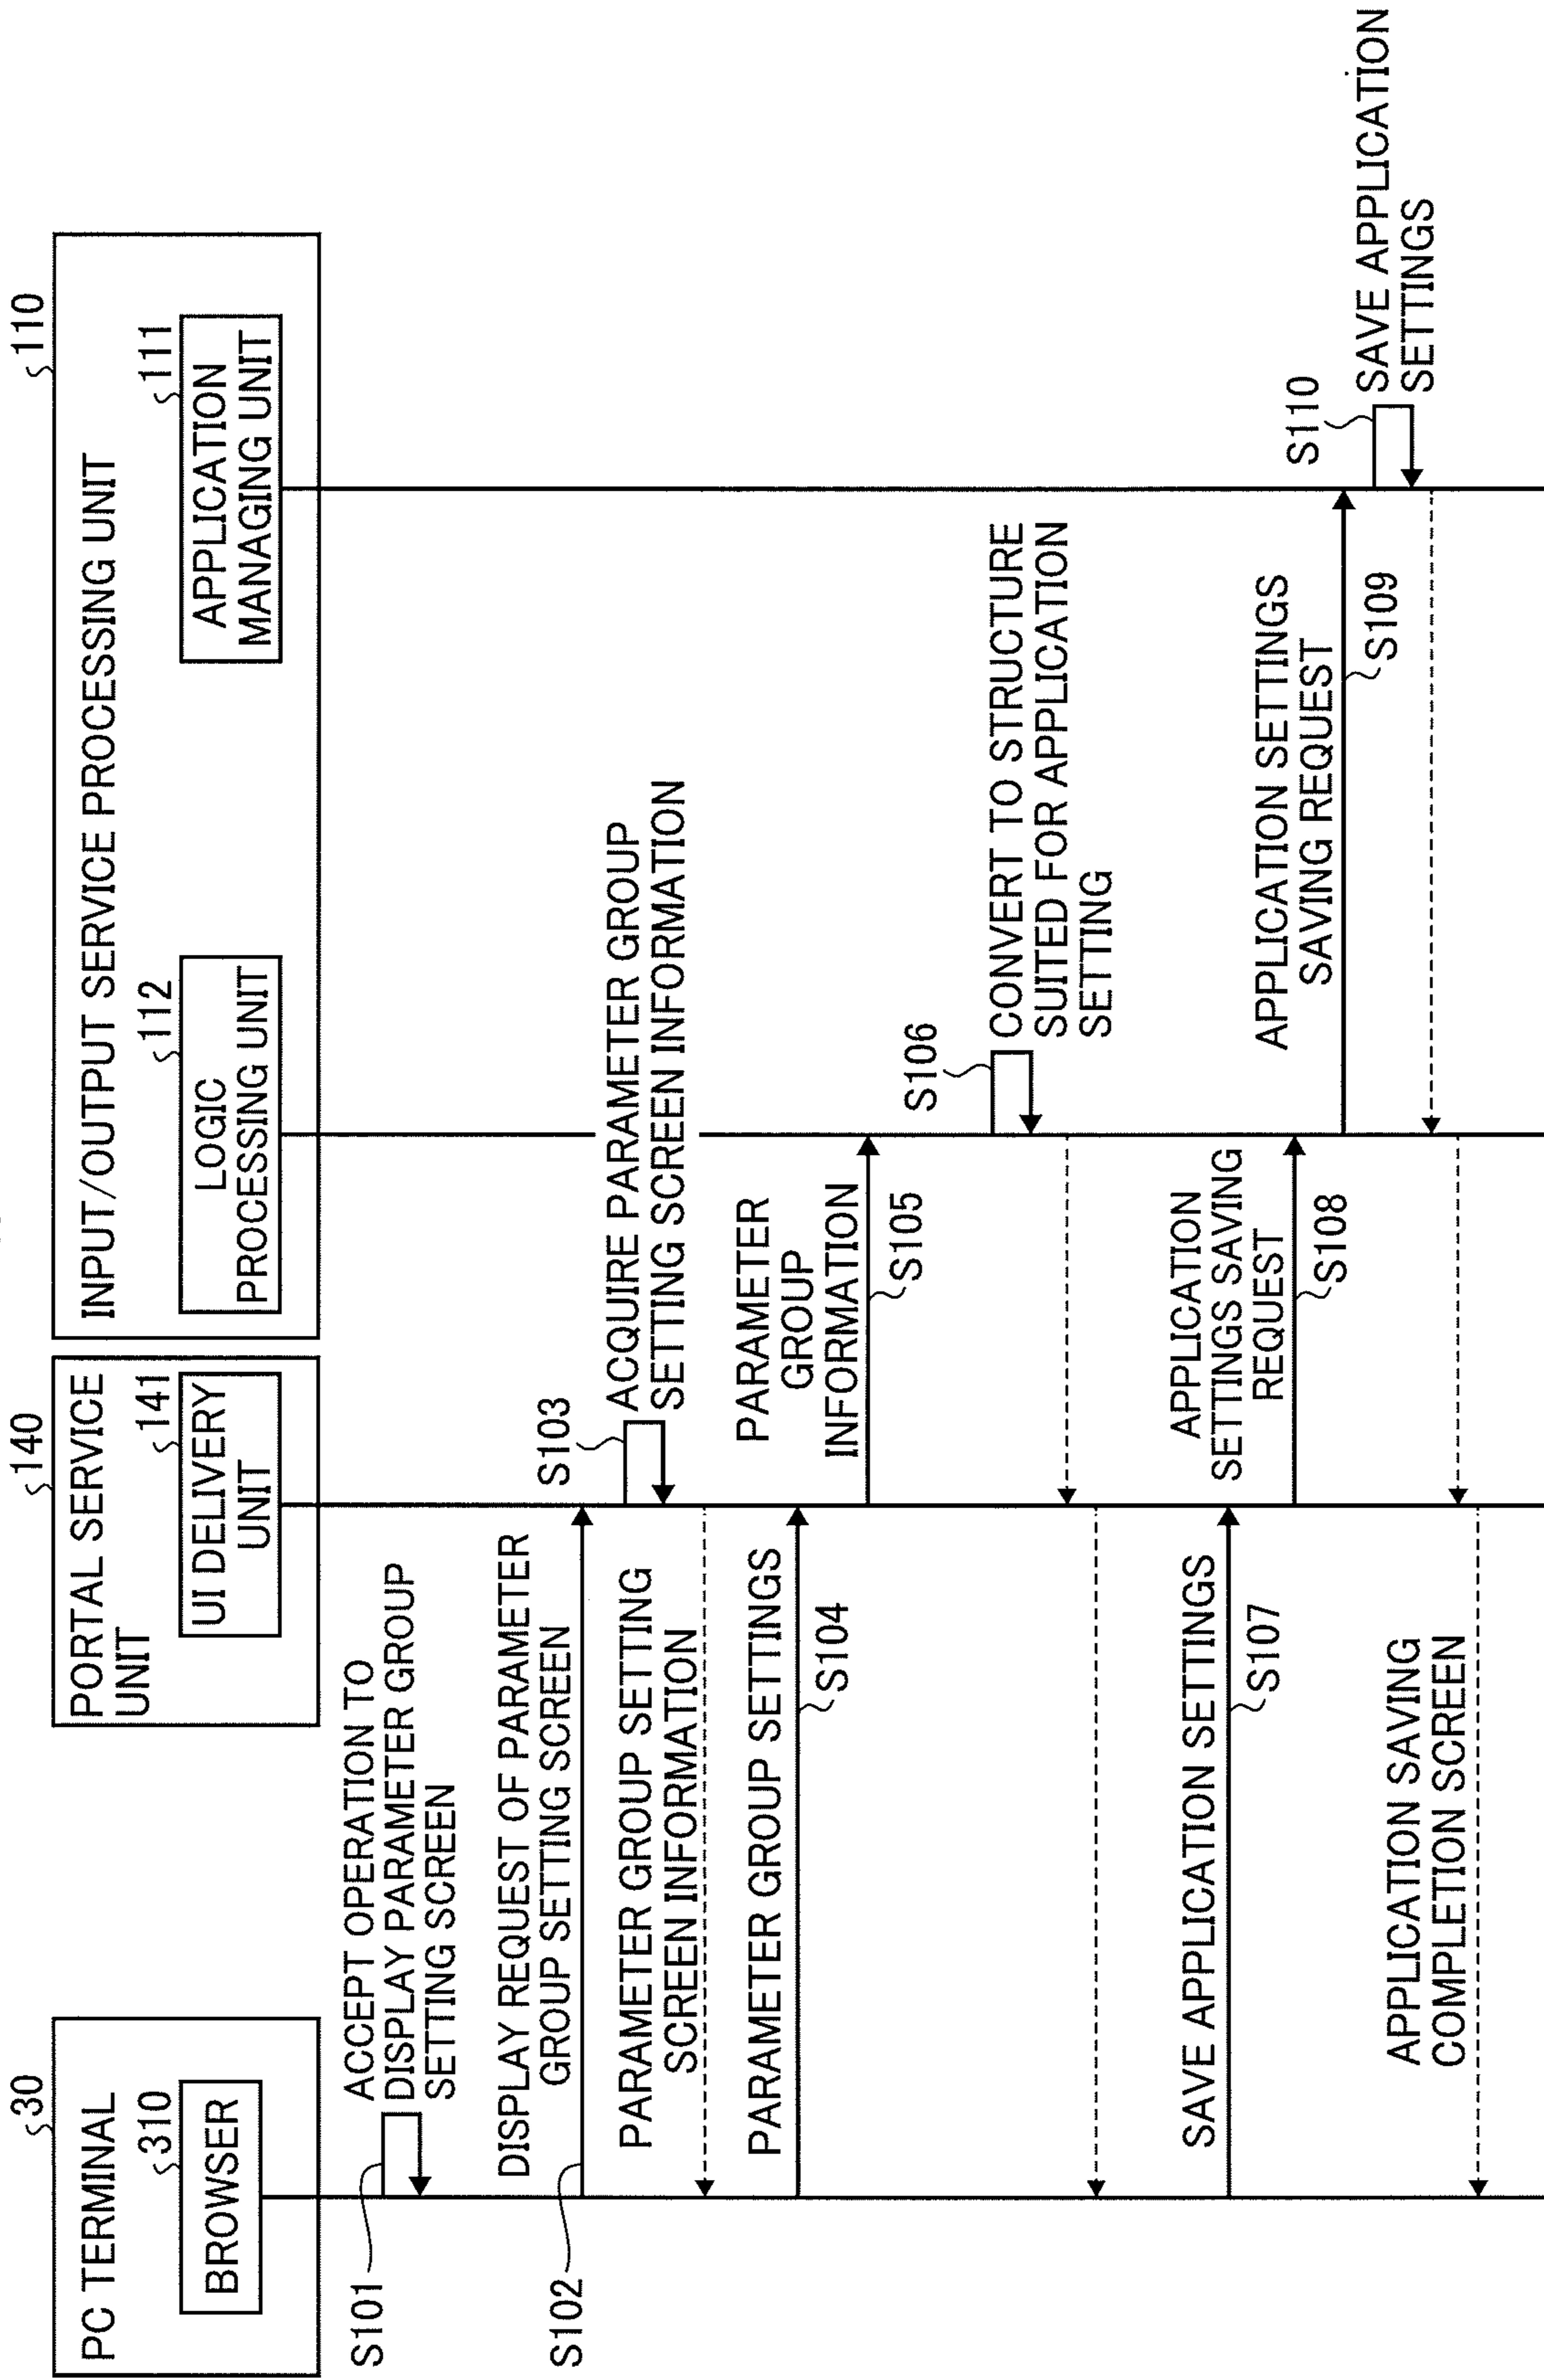 30
PC TERMINAL
310
BROWSER
140
PORTAL SERVICE
UNIT
141
UI DELIVERY
UNIT
110
INPUT/OUTPUT SERVICE PROCESSING UNIT
112
LOGIC
PROCESSING UNIT
111
APPLICATION
MANAGING UNIT
S101
ACCEPT OPERATION TO
DISPLAY PARAMETER GROUP
SETTING SCREEN
S102
DISPLAY REQUEST OF PARAMETER
GROUP SETTING SCREEN
S103
ACQUIRE PARAMETER GROUP
SETTING SCREEN INFORMATION
PARAMETER GROUP SETTING
SCREEN INFORMATION
PARAMETER GROUP SETTINGS
S104
PARAMETER
GROUP
INFORMATION
S105
S106
CONVERT TO STRUCTURE
SUITED FOR APPLICATION
SETTING
SAVE APPLICATION SETTINGS
S107
APPLICATION
SETTINGS SAVING
REQUEST
S108
APPLICATION SETTINGS
SAVING REQUEST
S109
S110
SAVE APPLICATION
SETTINGS
APPLICATION SAVING
COMPLETION SCREEN